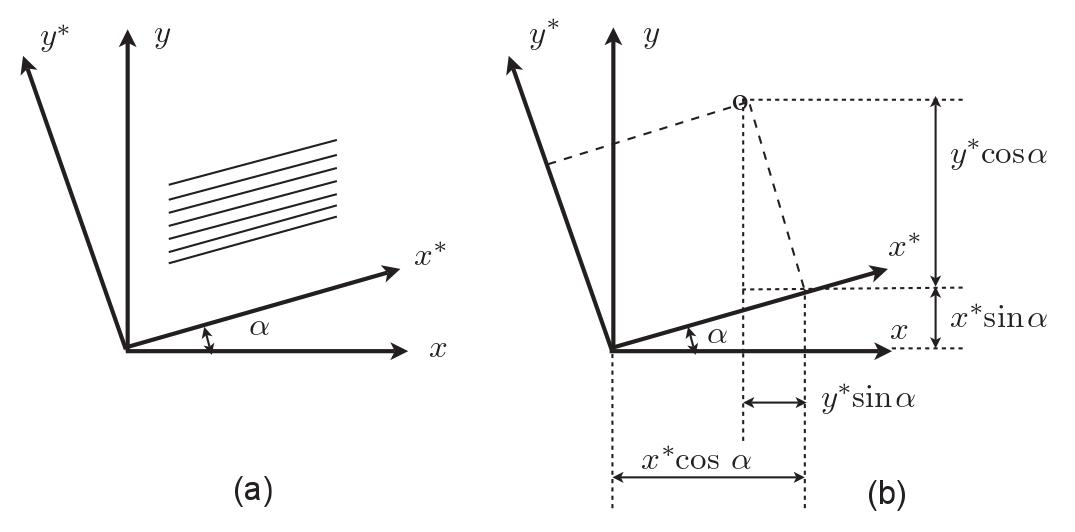 y* y
x*
α
x
(a)
y* y
y*cosα
x*
x*sinα
x
α
y*sinα
x*cos α
(b)